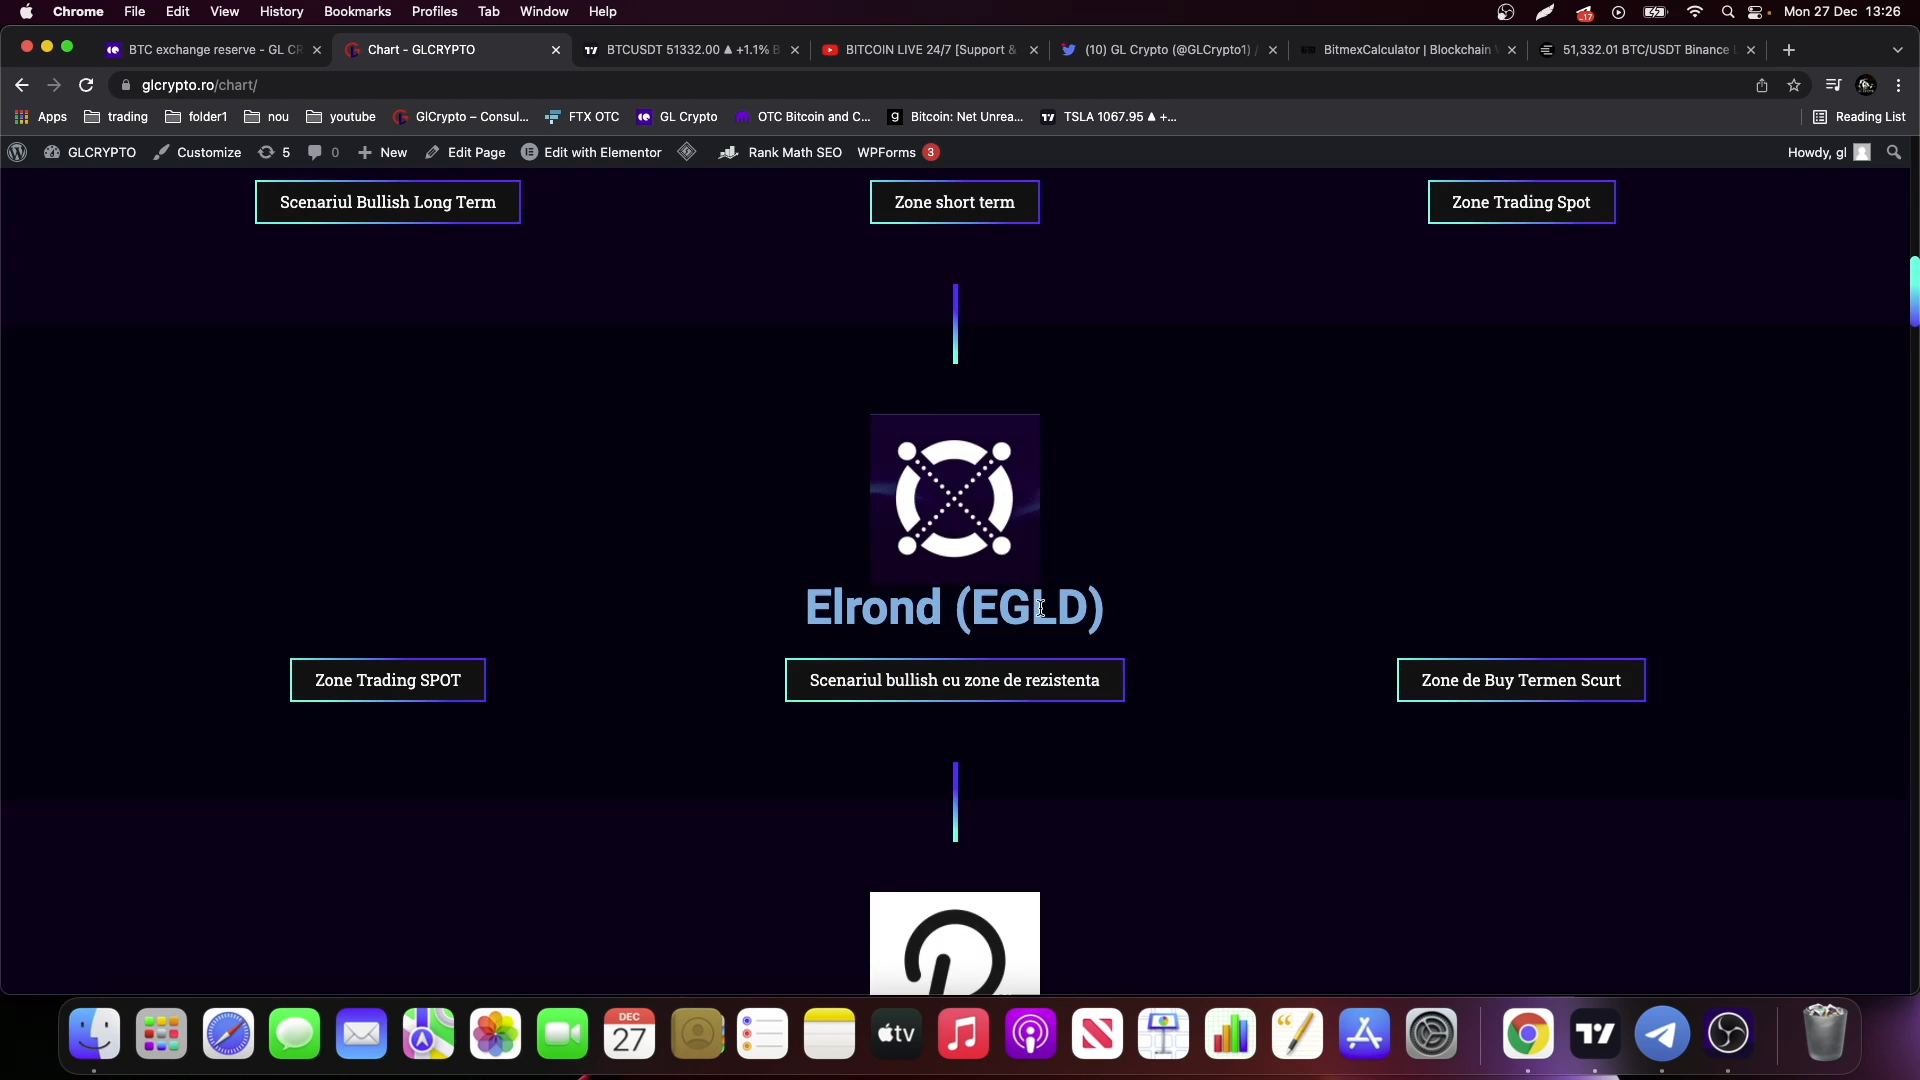 Chrome File Edit View History Bookmarks Profiles Tab Window Help 17 Mon 27 Dec 13:26
BTC exchange reserve - GL CR Chart - GLCRYPTO BTCUSDT 51332.00 ▲ +1.1% B BITCOIN LIVE 24/7 [Support & (10) GL Crypto (@GLCrypto1) / BitmexCalculator | Blockchain 51,332.01 BTC/USDT Binance
glcrypto.ro/chart/
Apps trading folder1 nou youtube GlCrypto – Consul... FTX OTC GL Crypto OTC Bitcoin and C... Bitcoin: Net Unrea... TSLA 1067.95 ▲ +... Reading List
GLCRYPTO Customize 5 0 New Edit Page Edit with Elementor Rank Math SEO WPForms 3 Howdy, gl
Scenariul Bullish Long Term Zone short term Zone Trading Spot
Elrond (EGLD)
Zone Trading SPOT Scenariul bullish cu zone de rezistenta Zone de Buy Termen Scurt
DEC
27
tv